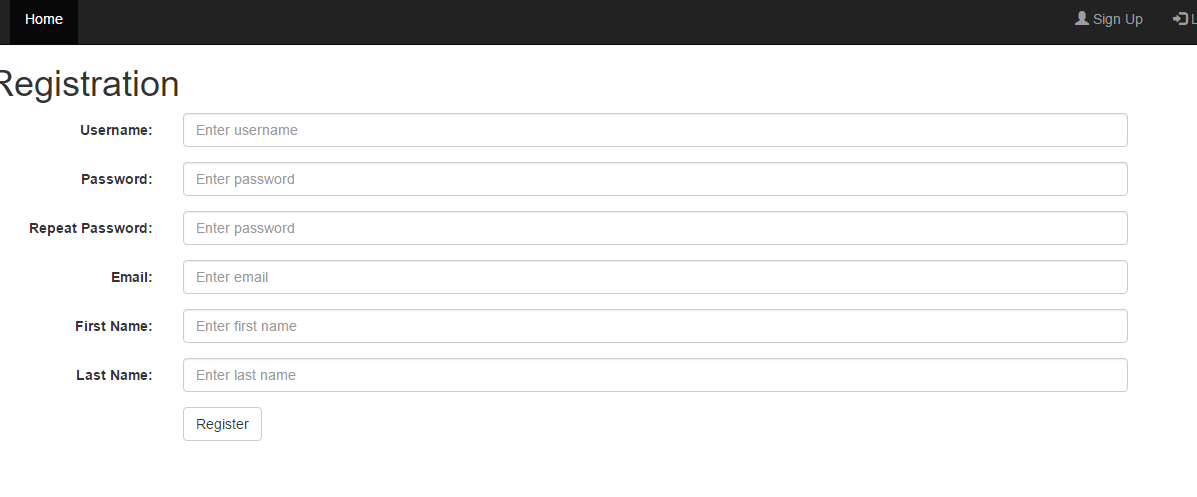 Home Sign Up L
Registration
Username: Enter username
Password: Enter password
Repeat Password: Enter password
Email: Enter email
First Name: Enter first name
Last Name: Enter last name
Register